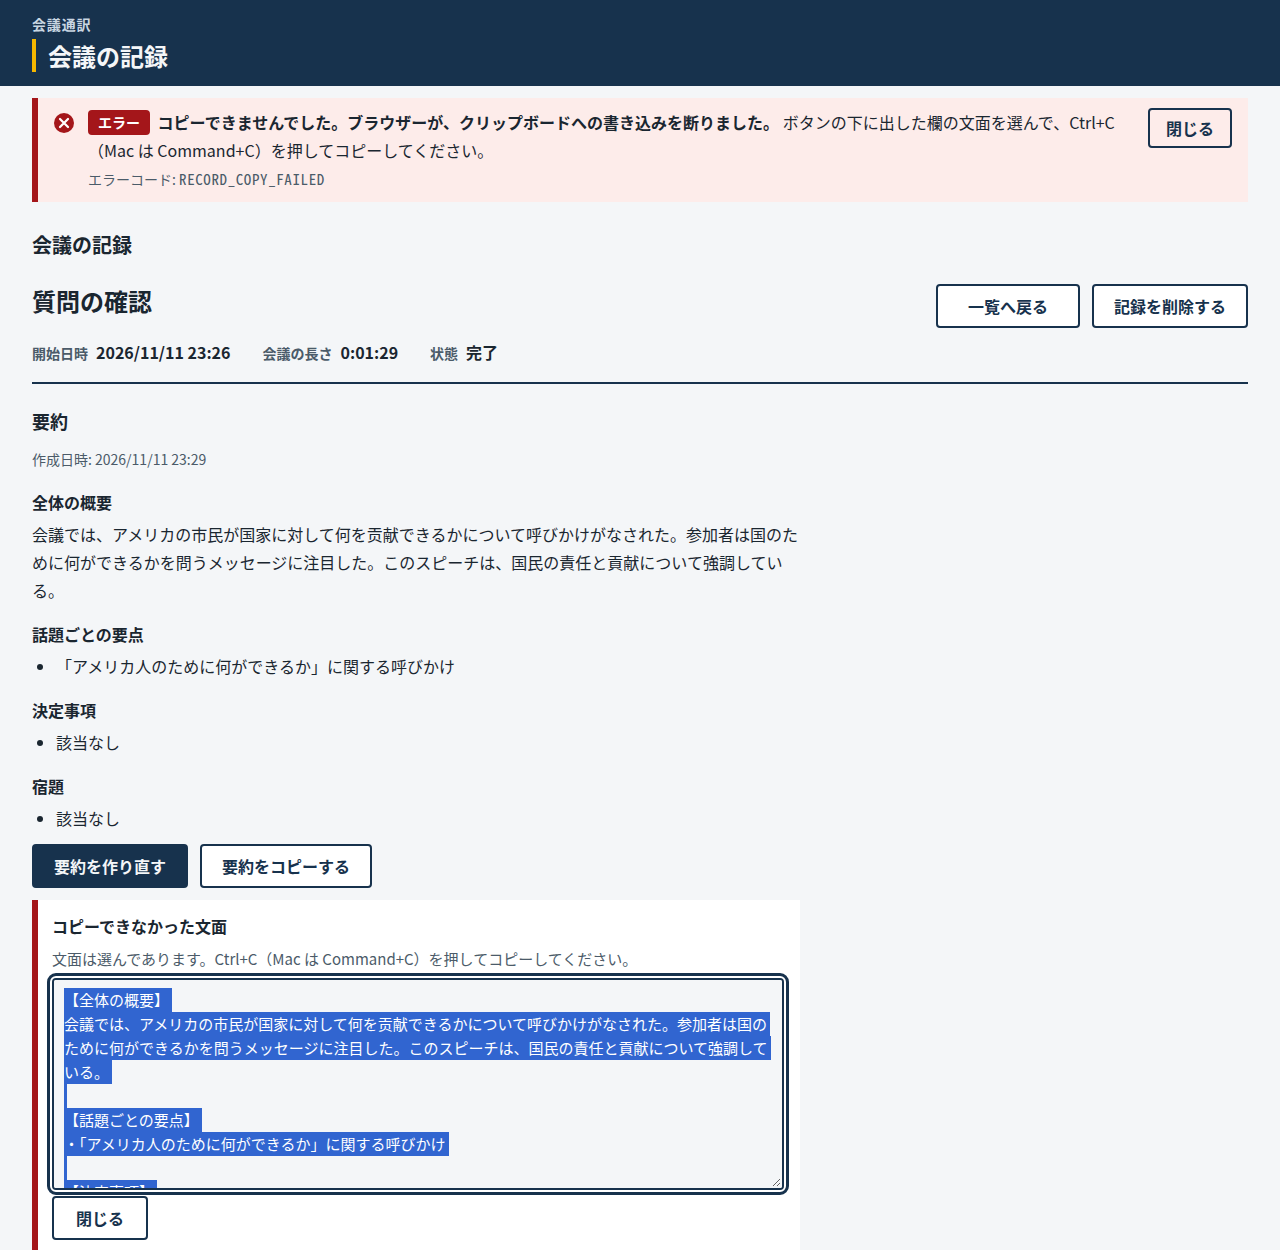 会議通訳
会議の記録
エラー コピーできませんでした。ブラウザーが、クリップボードへの書き込みを断りました。 ボタンの下に出した欄の文面を選んで、Ctrl+C
（Mac は Command+C）を押してコピーしてください。
閉じる
エラーコード: RECORD_COPY_FAILED
会議の記録
質問の確認
一覧へ戻る
記録を削除する
開始日時 2026/11/11 23:26 会議の長さ 0:01:29 状態 完了
要約
作成日時: 2026/11/11 23:29
全体の概要
会議では、アメリカの市民が国家に対して何を貢献できるかについて呼びかけがなされた。参加者は国のた
めに何ができるかを問うメッセージに注目した。このスピーチは、国民の責任と貢献について強調してい
る。
話題ごとの要点
「アメリカ人のために何ができるか」に関する呼びかけ
決定事項
該当なし
宿題
該当なし
要約を作り直す
要約をコピーする
コピーできなかった文面
文面は選んであります。Ctrl+C（Mac は Command+C）を押してコピーしてください。
【全体の概要】
会議では、アメリカの市民が国家に対して何を貢献できるかについて呼びかけがなされた。参加者は国の
ために何ができるかを問うメッセージに注目した。このスピーチは、国民の責任と貢献について強調して
いる。
【話題ごとの要点】
・「アメリカ人のために何ができるか」に関する呼びかけ
閉じる